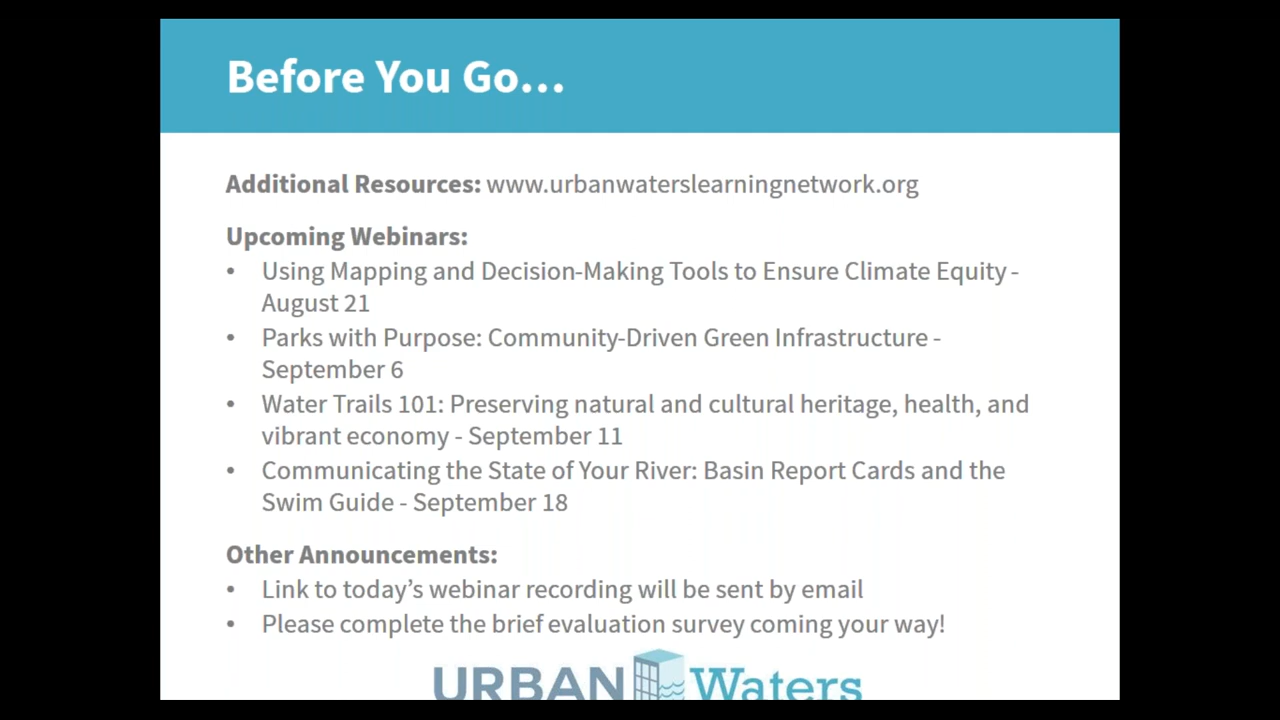 Before You Go...
Additional Resources: www.urbanwaterslearningnetwork.org
Upcoming Webinars:
• Using Mapping and Decision-Making Tools to Ensure Climate Equity -
August 21
• Parks with Purpose: Community-Driven Green Infrastructure -
September 6
• Water Trails 101: Preserving natural and cultural heritage, health, and
vibrant economy - September 11
• Communicating the State of Your River: Basin Report Cards and the
Swim Guide - September 18
Other Announcements:
• Link to today’s webinar recording will be sent by email
• Please complete the brief evaluation survey coming your way!
URBAN Waters